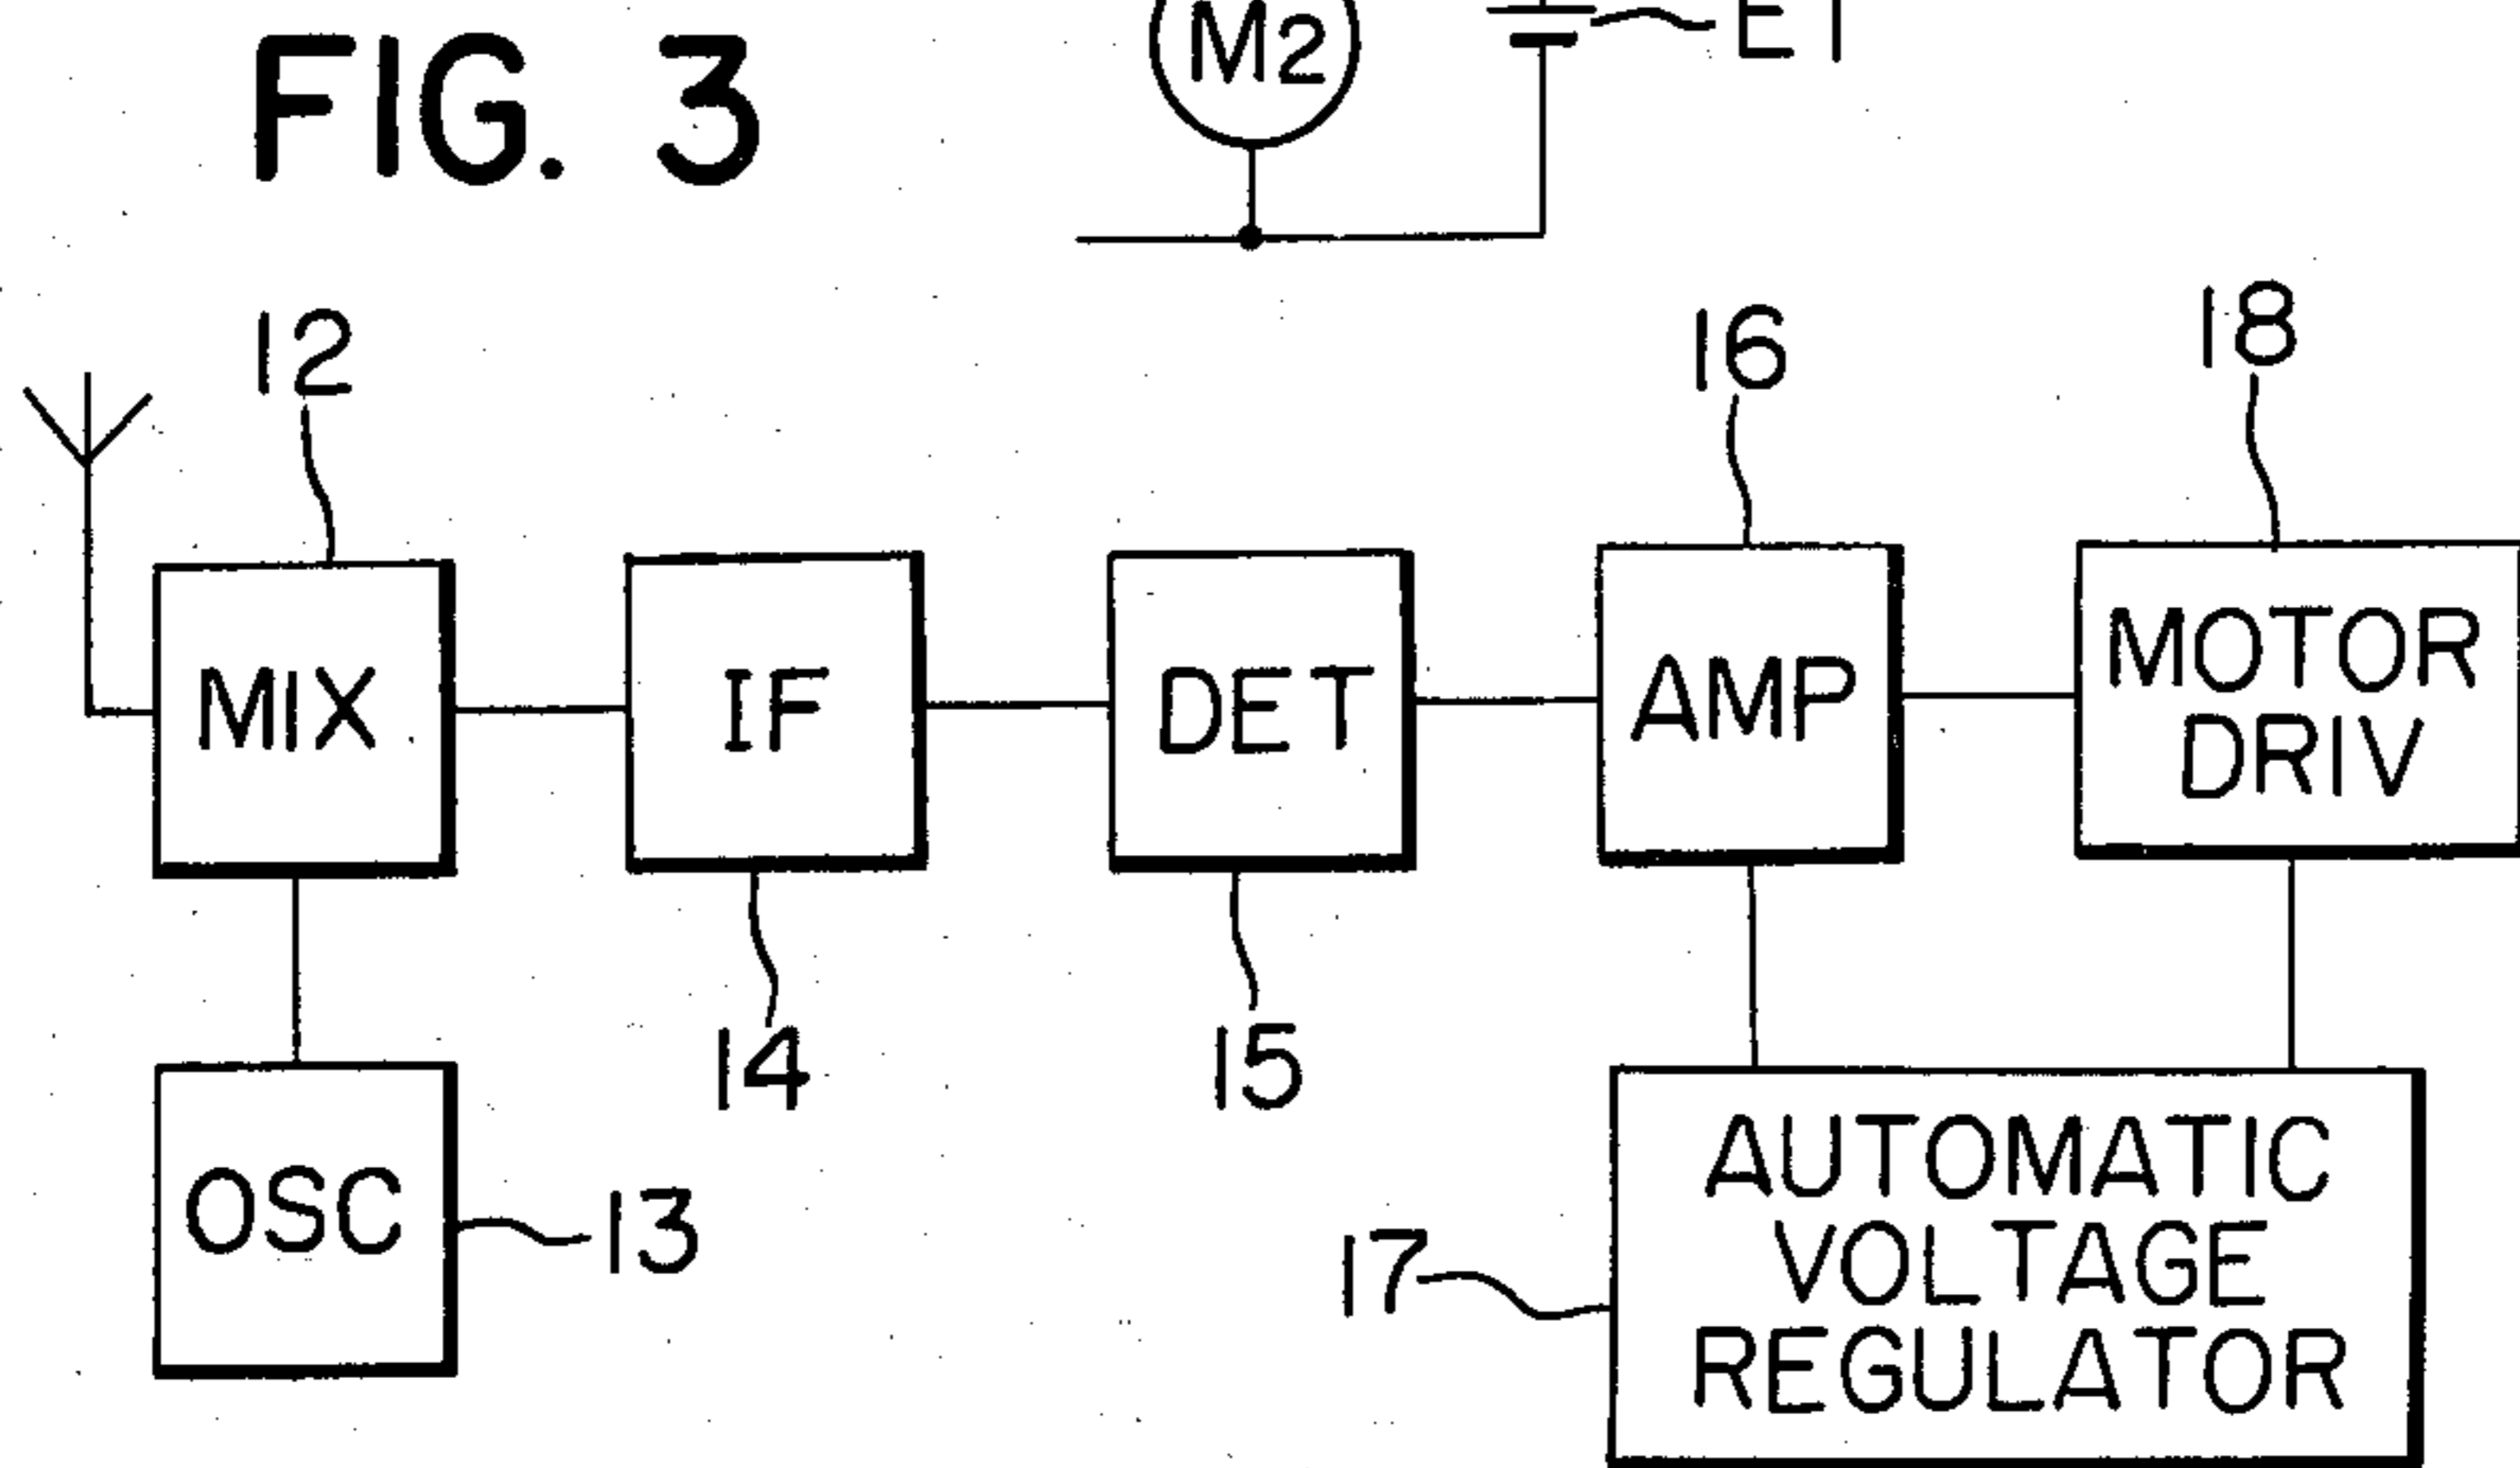 FIG. 3
M2
E1
12
16
18
MIX
IF
DET
AMP
MOTOR
DRIV
14
15
OSC
13
17
AUTOMATIC
VOLTAGE
REGULATOR